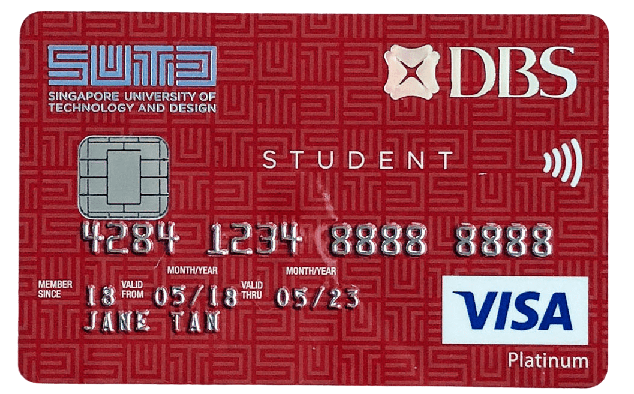 SUTD
SINGAPORE UNIVERSITY OF
TECHNOLOGY AND DESIGN
DBS
STUDENT
4284 1234 8888 8888
MONTH/YEAR MONTH/YEAR
MEMBER SINCE 18 VALID FROM 05/18 VALID THRU 05/23
JANE TAN
VISA
Platinum